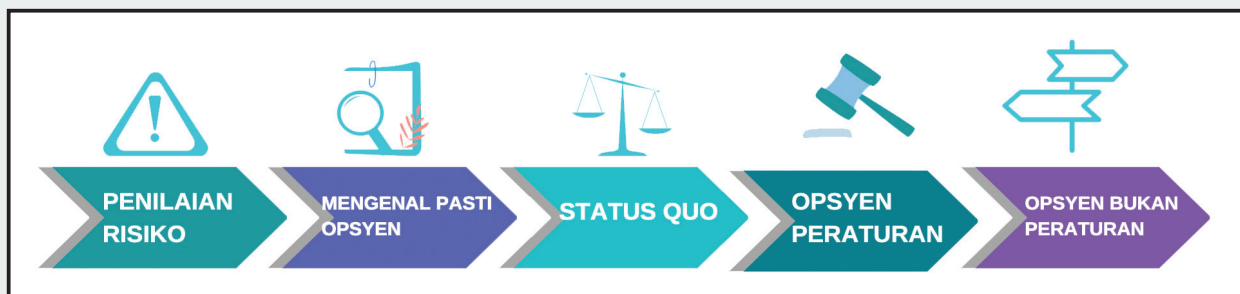 PENILAIAN
RISIKO
MENGENAL PASTI
OPSYEN
STATUS QUO
OPSYEN
PERATURAN
OPSYEN BUKAN
PERATURAN